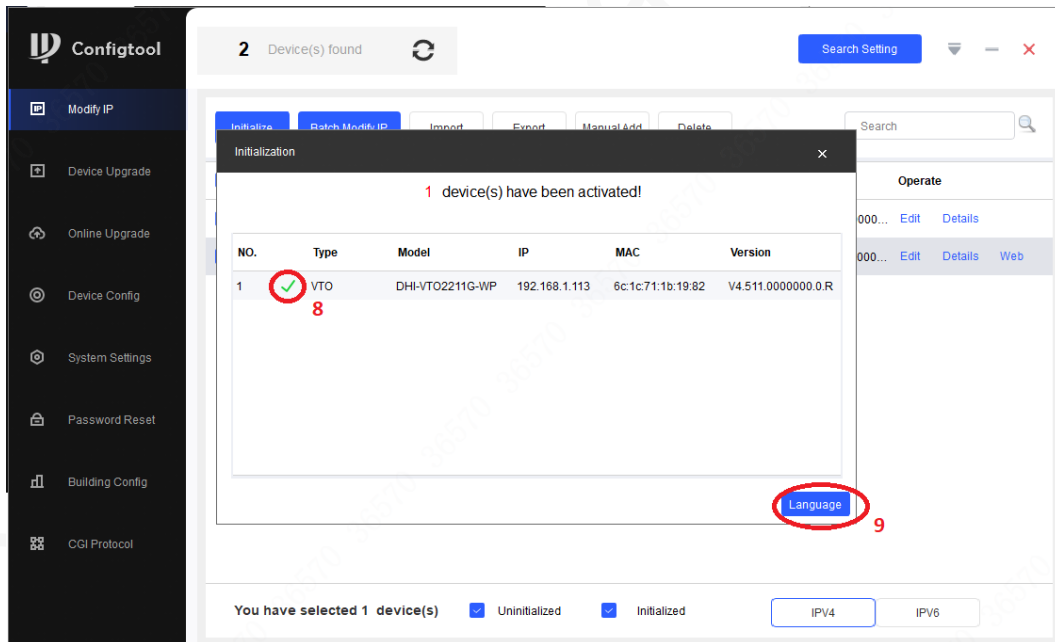 Configtool
2 Device(s) found
Search Setting
Modify IP
Device Upgrade
Online Upgrade
Device Config
System Settings
Password Reset
Building Config
CGI Protocol
Initialize Batch Modify IP Import Export Manual Add Delete
Search
Operate
000... Edit Details
000... Edit Details Web
Initialization
1 device(s) have been activated!
NO. Type Model IP MAC Version
1 VTO DHI-VTO2211G-WP 192.168.1.113 6c:1c:71:1b:19:82 V4.511.0000000.0.R
8
Language
9
You have selected 1 device(s) Uninitialized Initialized IPV4 IPV6
36570 36570